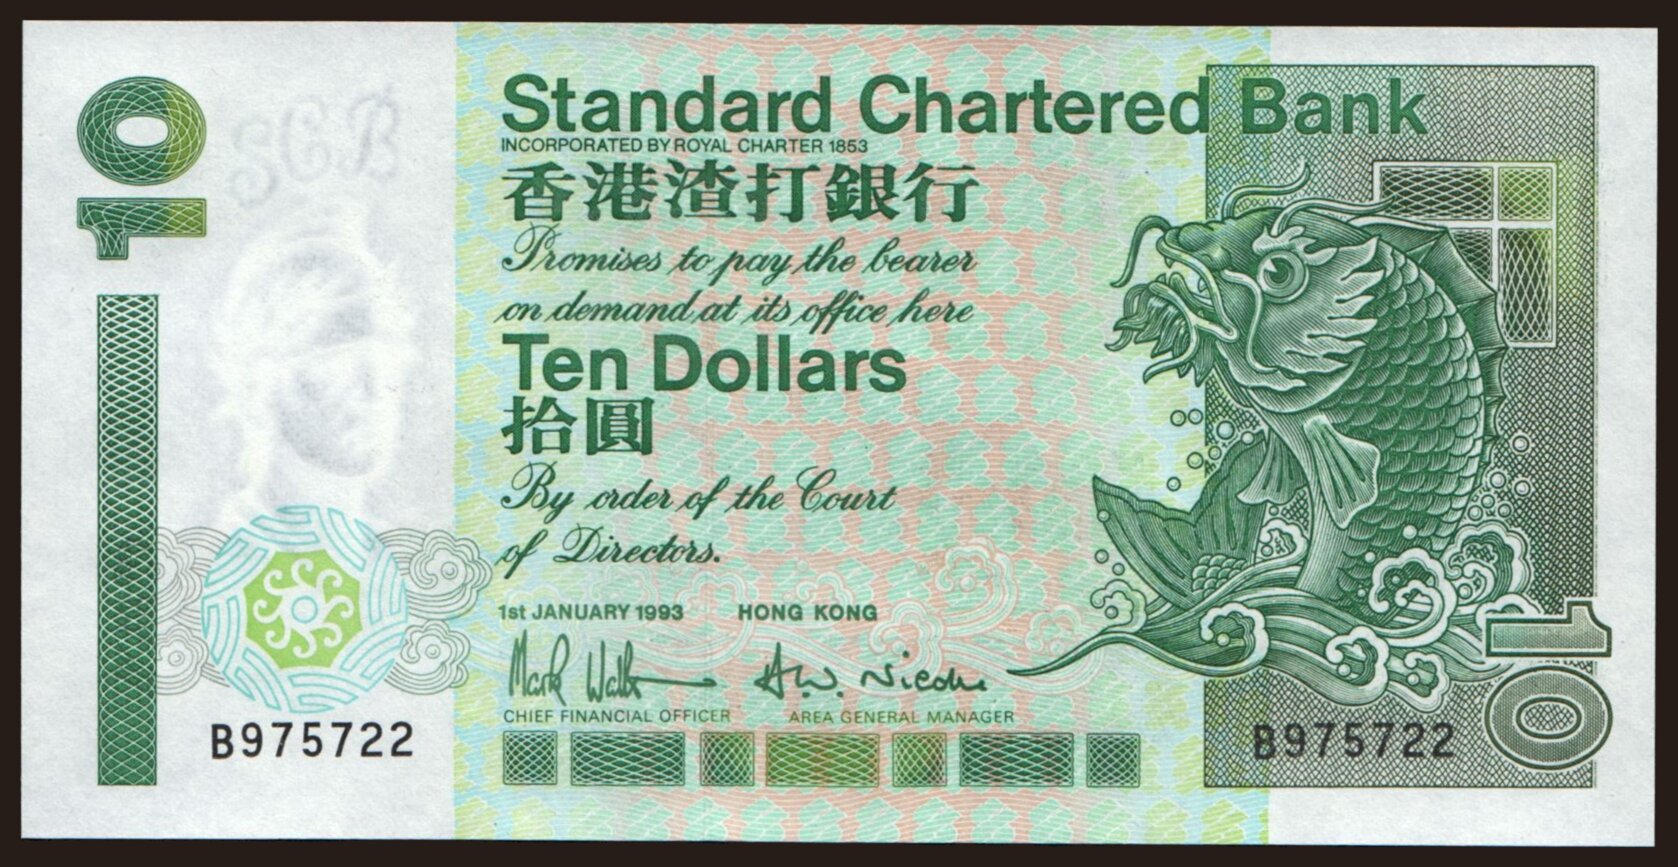 10
SCB
Standard Chartered Bank
INCORPORATED BY ROYAL CHARTER 1853
香港渣打銀行
Promises to pay the bearer
on demand at its office here
Ten Dollars
拾圓
By order of the Court
of Directors.
1st JANUARY 1993 HONG KONG
CHIEF FINANCIAL OFFICER AREA GENERAL MANAGER
B975722
B975722
10